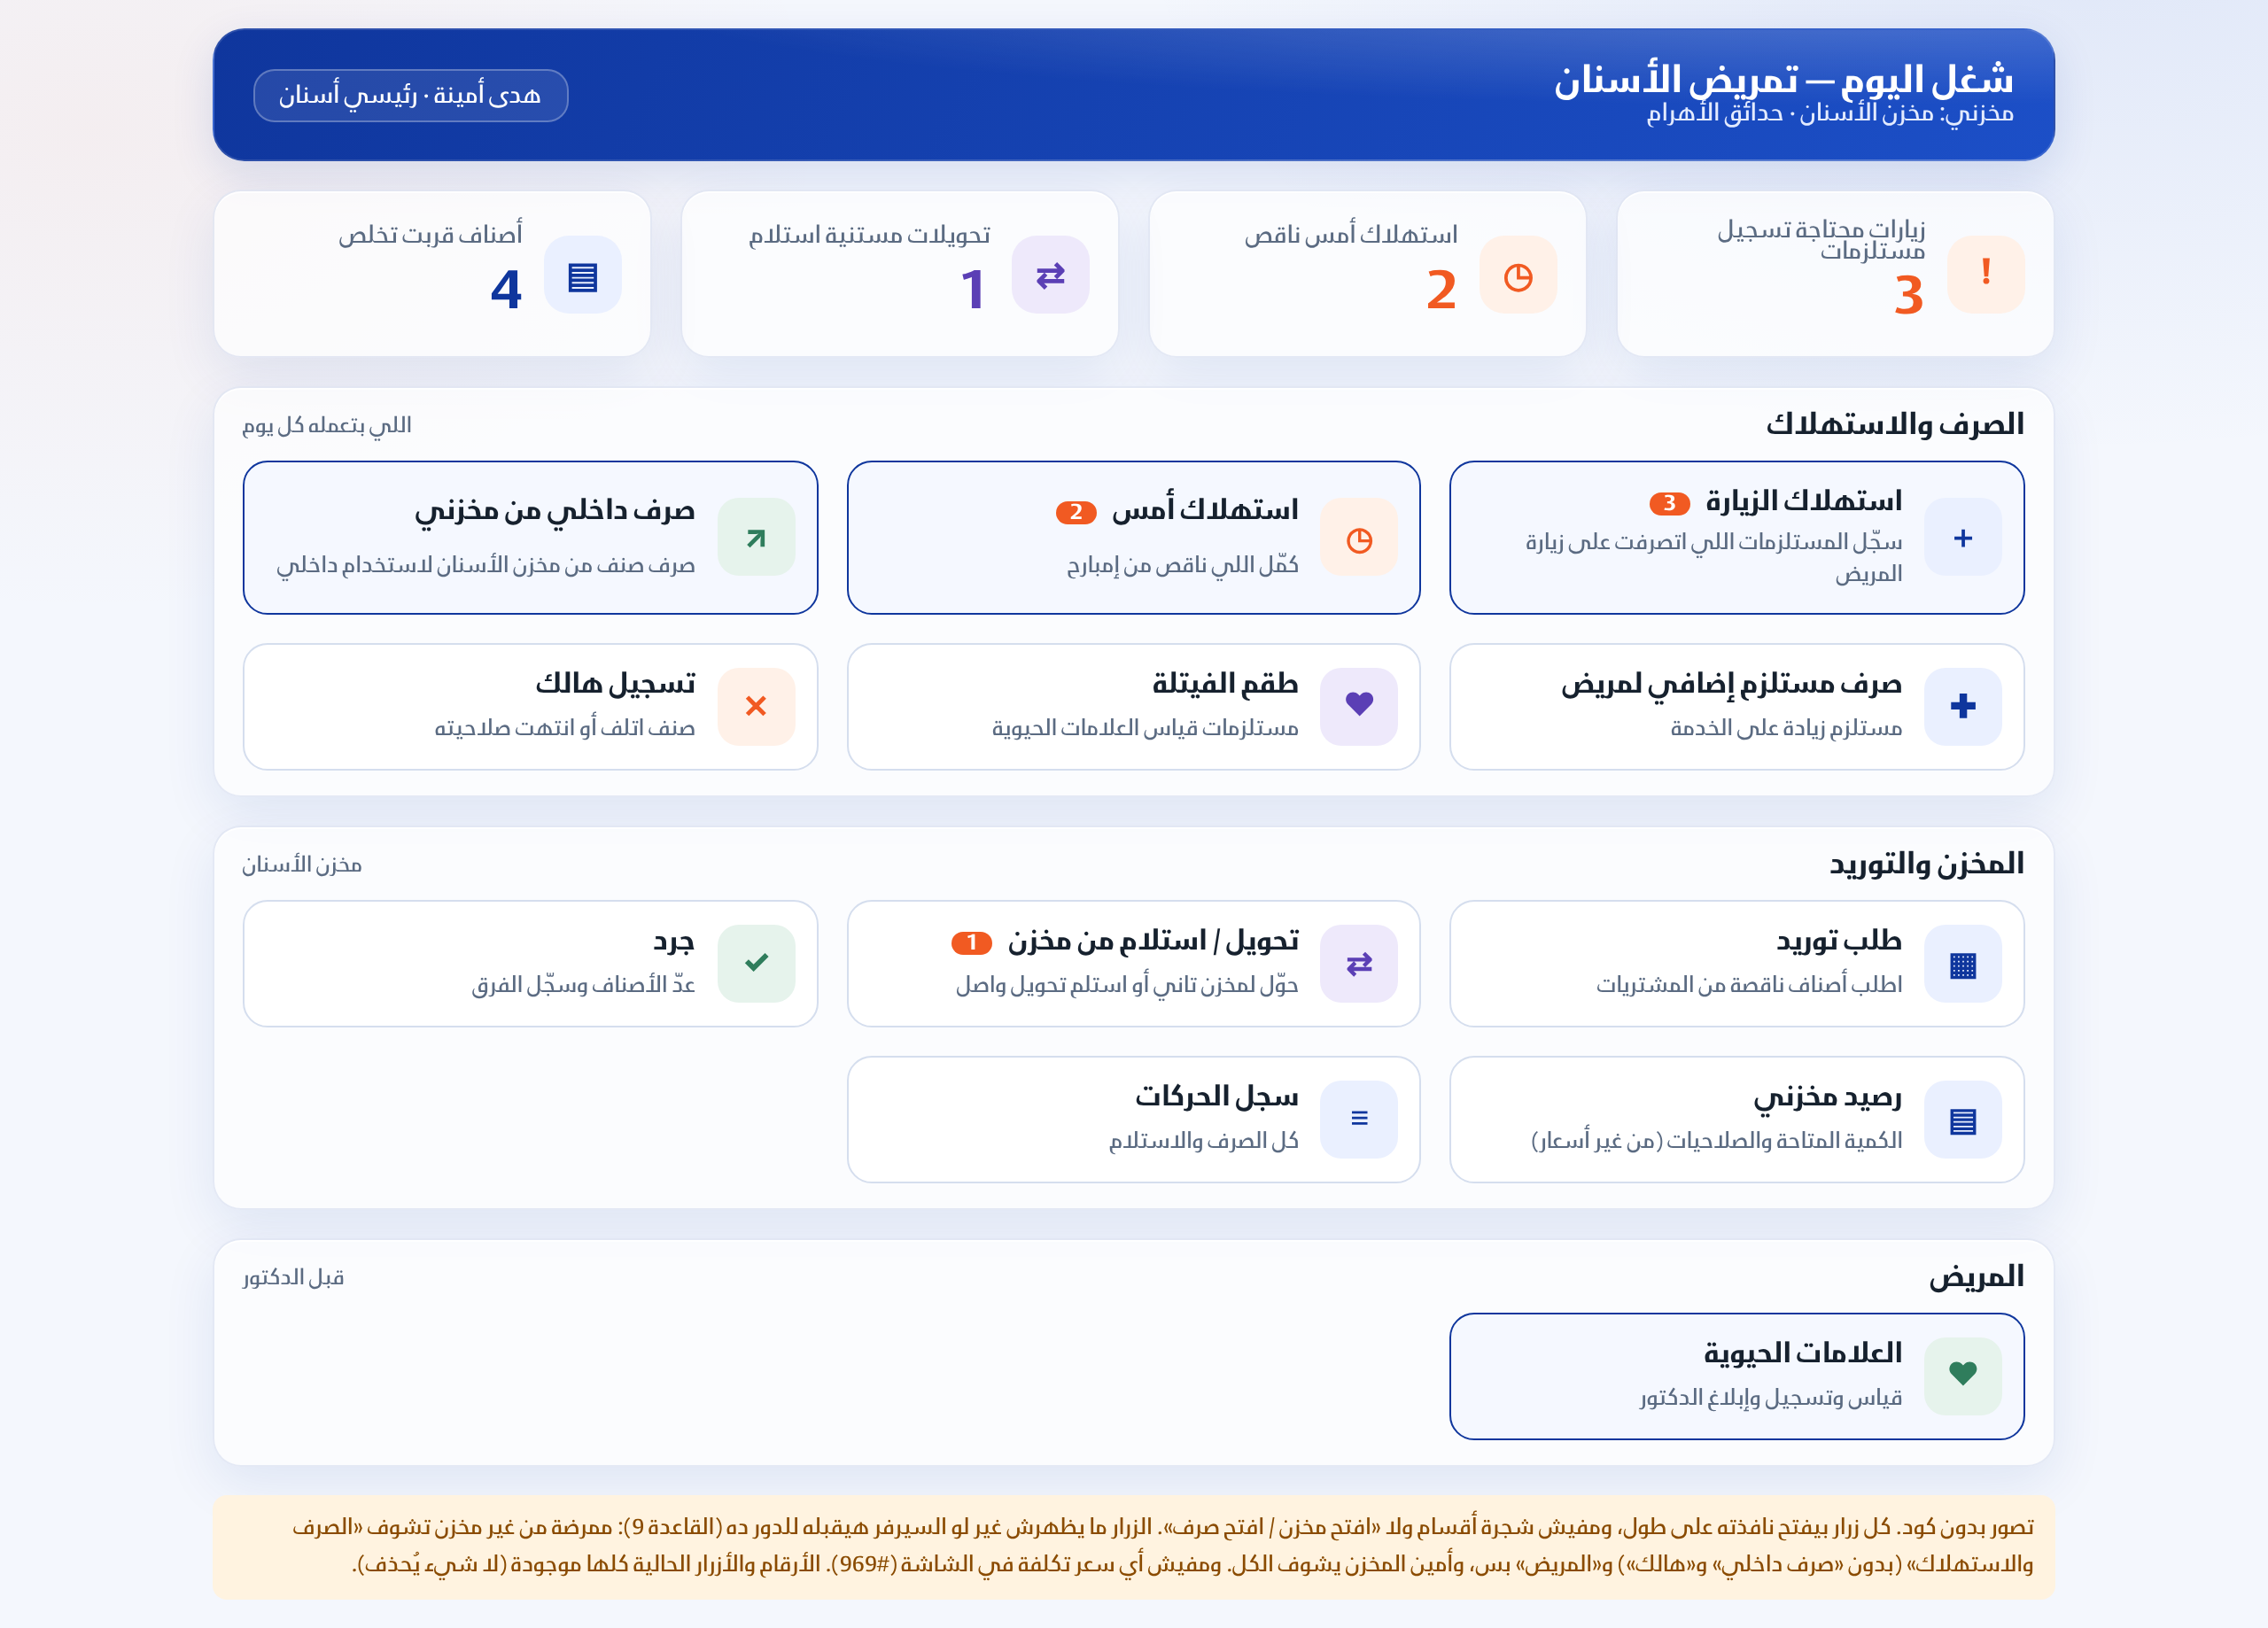 شغل اليوم — تمريض الأسنان
مخزني: مخزن الأسنان · حدائق الأهرام
هدى أمينة · رئيسي أسنان
زيارات محتاجة تسجيل
مستلزمات
3
استهلاك أمس ناقص
2
تحويلات مستنية استلام
1
أصناف قربت تخلص
4
الصرف والاستهلاك
اللي بتعمله كل يوم
استهلاك الزيارة 3
سجّل المستلزمات اللي اتصرفت على زيارة
المريض
استهلاك أمس 2
كمّل اللي ناقص من إمبارح
صرف داخلي من مخزني
صرف صنف من مخزن الأسنان لاستخدام داخلي
صرف مستلزم إضافي لمريض
مستلزم زيادة على الخدمة
طقم الفيتلة
مستلزمات قياس العلامات الحيوية
تسجيل هالك
صنف اتلف أو انتهت صلاحيته
المخزن والتوريد
مخزن الأسنان
طلب توريد
اطلب أصناف ناقصة من المشتريات
تحويل / استلام من مخزن 1
حوّل لمخزن تاني أو استلم تحويل واصل
جرد
عدّ الأصناف وسجّل الفرق
رصيد مخزني
الكمية المتاحة والصلاحيات (من غير أسعار)
سجل الحركات
كل الصرف والاستلام
المريض
قبل الدكتور
العلامات الحيوية
قياس وتسجيل وإبلاغ الدكتور
تصور بدون كود. كل زرار بيفتح نافذته على طول، ومفيش شجرة أقسام ولا «افتح مخزن / افتح صرف». الزرار ما يظهرش غير لو السيرفر هيقبله للدور ده (القاعدة 9): ممرضة من غير مخزن تشوف «الصرف
والاستهلاك» (بدون «صرف داخلي» و«هالك») و«المريض» بس، وأمين المخزن يشوف الكل. ومفيش أي سعر تكلفة في الشاشة (#969). الأرقام والأزرار الحالية كلها موجودة (لا شيء يُحذف).